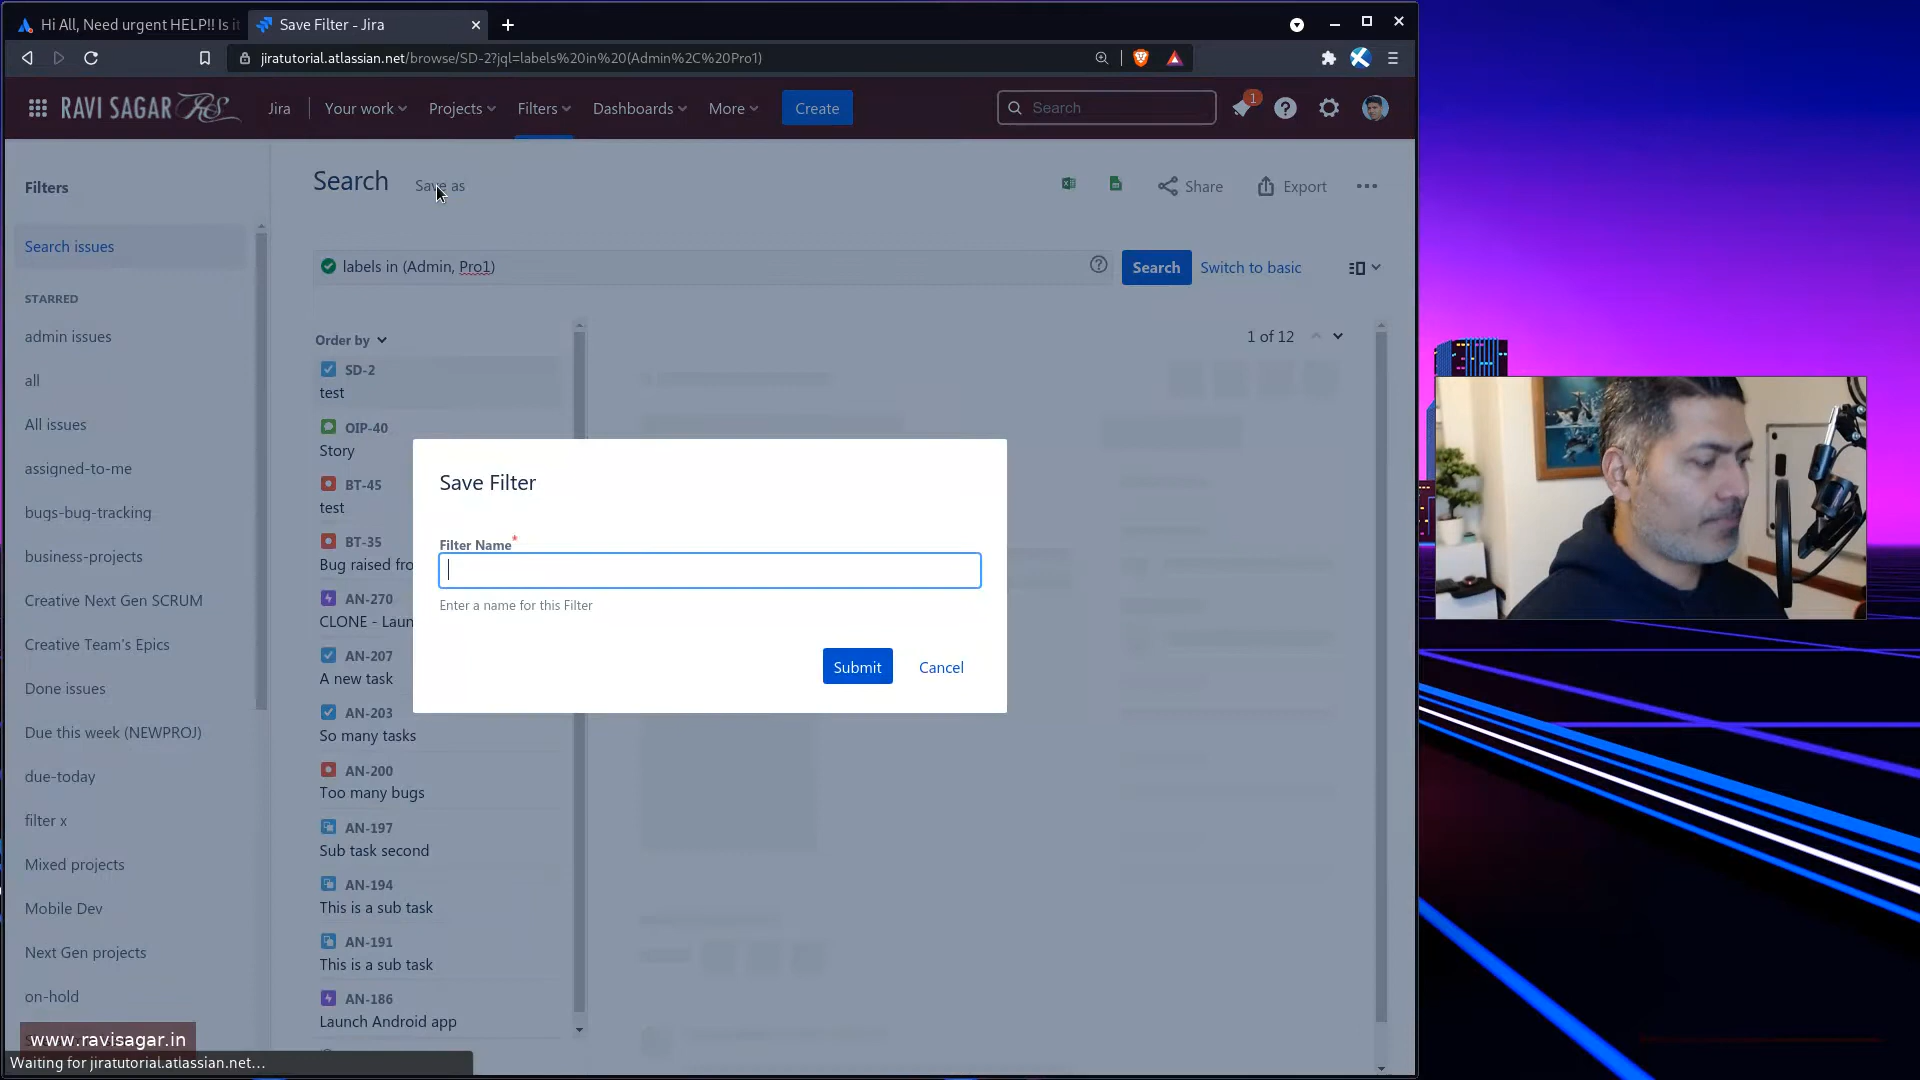 Hi All, Need urgent HELP!! Is it
Save Filter - Jira
jiratutorial.atlassian.net/browse/SD-2?jql=labels%20in%20(Admin%2C%20Pro1)
RAVI SAGAR RS
Jira
Your work
Projects
Filters
Dashboards
More
Create
Search
1
Filters
Search issues
STARRED
admin issues
all
All issues
assigned-to-me
bugs-bug-tracking
business-projects
Creative Next Gen SCRUM
Creative Team's Epics
Done issues
Due this week (NEWPROJ)
due-today
filter x
Mixed projects
Mobile Dev
Next Gen projects
on-hold
Search
Save as
Share
Export
labels in (Admin, Pro1)
Search
Switch to basic
Order by
1 of 12
SD-2
test
OIP-40
Story
BT-45
test
BT-35
Bug raised fro
AN-270
CLONE - Laun
AN-207
A new task
AN-203
So many tasks
AN-200
Too many bugs
AN-197
Sub task second
AN-194
This is a sub task
AN-191
This is a sub task
AN-186
Launch Android app
Save Filter
Filter Name*
Enter a name for this Filter
Submit
Cancel
www.ravisagar.in
Waiting for jiratutorial.atlassian.net...